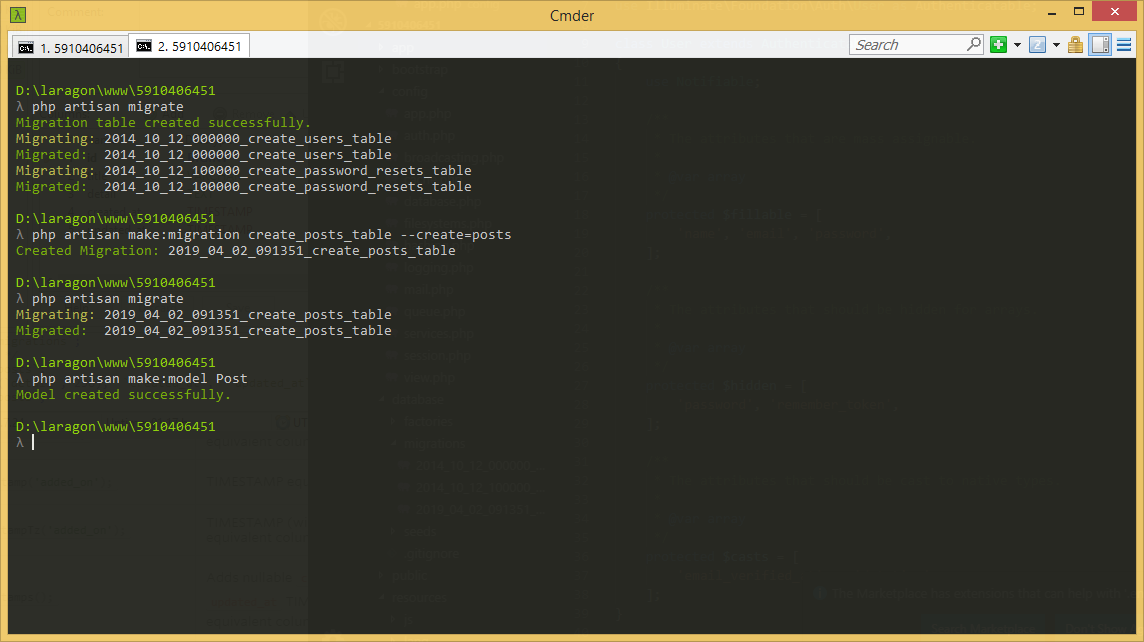 Cmder
1. 5910406451
2. 5910406451
Search
D:\laragon\www\5910406451
λ php artisan migrate
Migration table created successfully.
Migrating: 2014_10_12_000000_create_users_table
Migrated:  2014_10_12_000000_create_users_table
Migrating: 2014_10_12_100000_create_password_resets_table
Migrated:  2014_10_12_100000_create_password_resets_table
D:\laragon\www\5910406451
λ php artisan make:migration create_posts_table --create=posts
Created Migration: 2019_04_02_091351_create_posts_table
D:\laragon\www\5910406451
λ php artisan migrate
Migrating: 2019_04_02_091351_create_posts_table
Migrated:  2019_04_02_091351_create_posts_table
D:\laragon\www\5910406451
λ php artisan make:model Post
Model created successfully.
D:\laragon\www\5910406451
λ